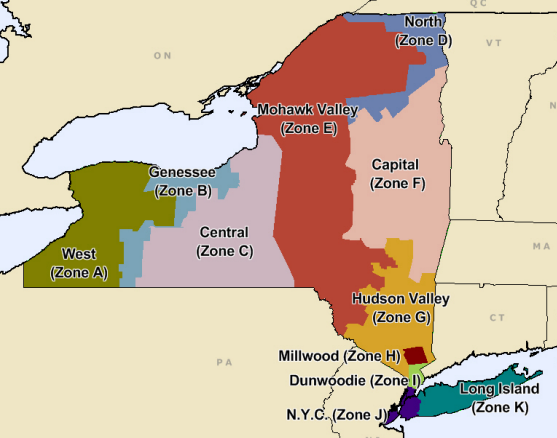 QC
North
(Zone D)
ON
VT
Mohawk Valley
(Zone E)
N
Capital
(Zone F)
Genessee
(Zone B)
Central
(Zone C)
West
(Zone A)
MA
Hudson Valley
(Zone G)
CT
PA
Millwood (Zone H)
Dunwoodie (Zone I)
Long Island
(Zone K)
N.Y.C. (Zone J)